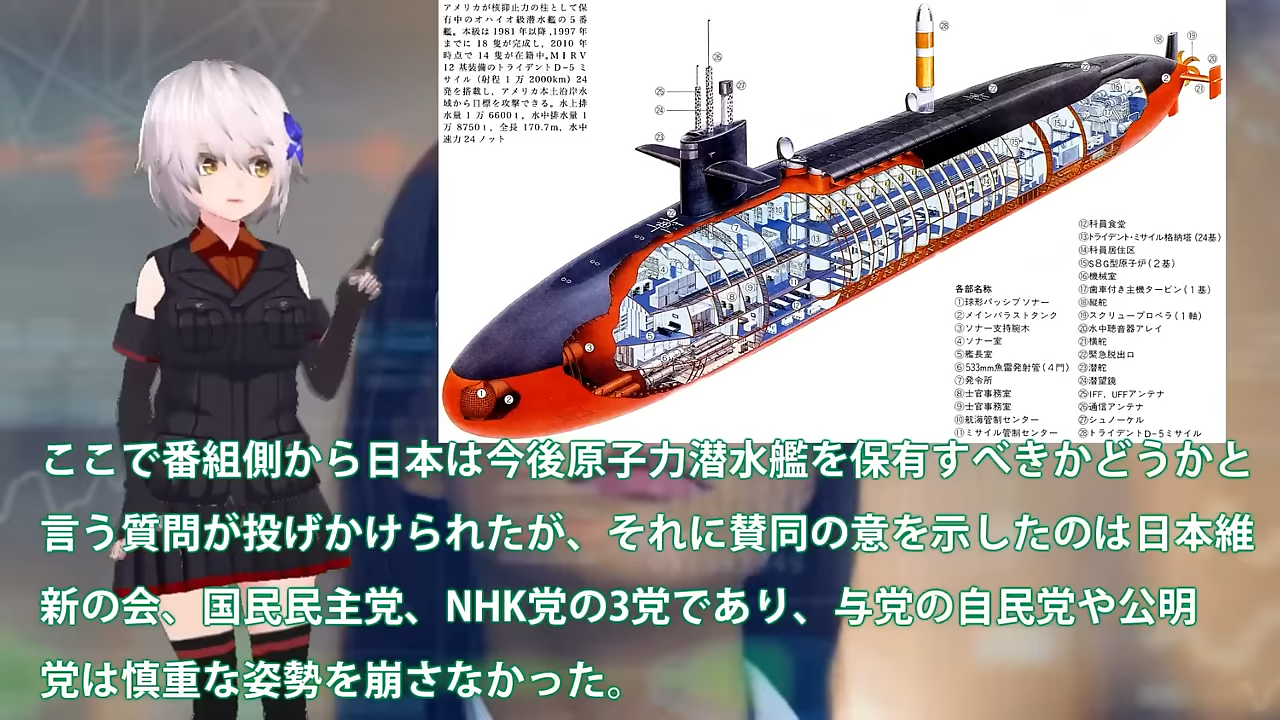 アメリカが核抑止力の柱として保
有中のオハイオ級潜水艦の5番
艦。本級は1981年以降,1997年
までに18隻が完成し,2010年
時点で14隻が在籍中。MIRV
12基装備のトライデントD-5ミ
サイル(射程1万2000km)24
発を搭載し,アメリカ本土沿岸水
域から目標を攻撃できる。水上排
水量1万6600t,水中排水量1
万8750t,全長170.7m,水中
速力24ノット
各部名称
①球形パッシブソナー
②メインバラストタンク
③ソナー支持腕木
④ソナー室
⑤艦長室
⑥533mm魚雷発射管(4門)
⑦発令所
⑧士官事務室
⑨士官事務室
⑩航海管制センター
⑪ミサイル管制センター
⑫科員食堂
⑬トライデント・ミサイル格納塔(24基)
⑭科員居住区
⑮S8G型原子炉(2基)
⑯機械室
⑰歯車付き主機タービン(1基)
⑱縦舵
⑲スクリュープロペラ(1軸)
⑳水中聴音器アレイ
㉑横舵
㉒緊急脱出口
㉓潜舵
㉔潜望鏡
㉕IFF,UFFアンテナ
㉖通信アンテナ
㉗シュノーケル
㉘トライデントD-5ミサイル
ここで番組側から日本は今後原子力潜水艦を保有すべきかどうかと
言う質問が投げかけられたが、それに賛同の意を示したのは日本維
新の会、国民民主党、NHK党の3党であり、与党の自民党や公明
党は慎重な姿勢を崩さなかった。